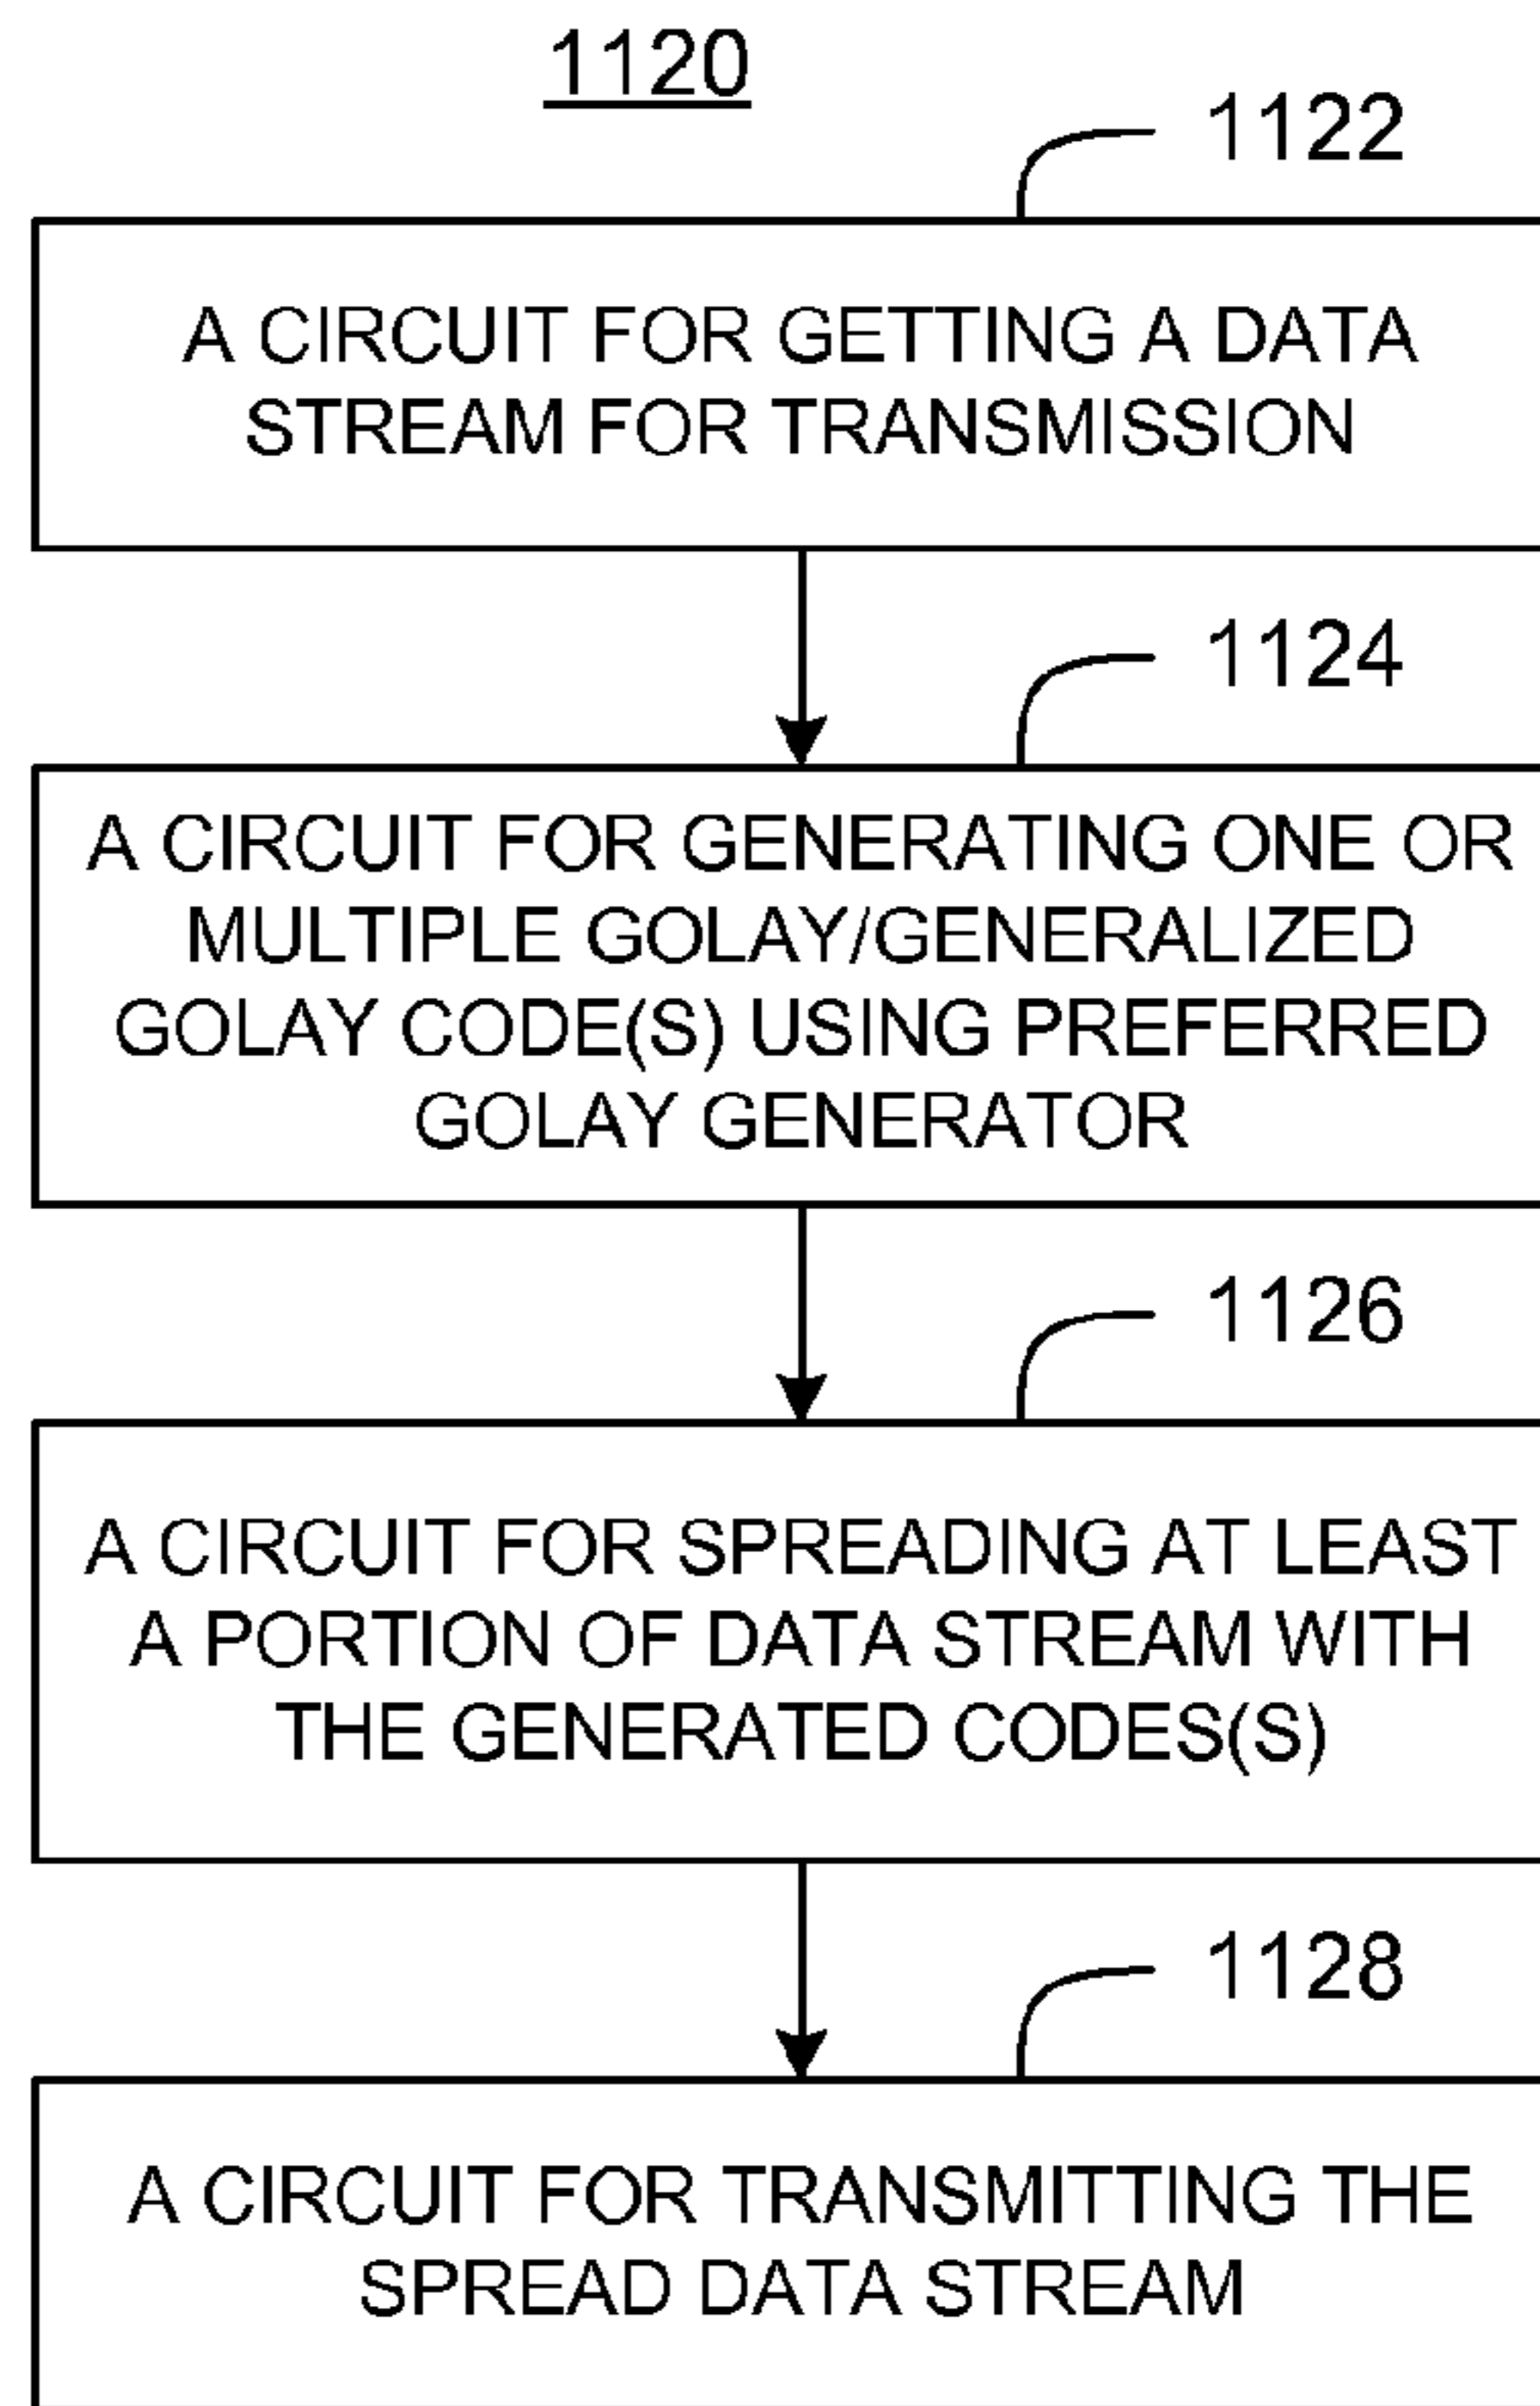 1120
1122
A CIRCUIT FOR GETTING A DATA
STREAM FOR TRANSMISSION
1124
A CIRCUIT FOR GENERATING ONE OR
MULTIPLE GOLAY/GENERALIZED
GOLAY CODE(S) USING PREFERRED
GOLAY GENERATOR
1126
A CIRCUIT FOR SPREADING AT LEAST
A PORTION OF DATA STREAM WITH
THE GENERATED CODES(S)
1128
A CIRCUIT FOR TRANSMITTING THE
SPREAD DATA STREAM